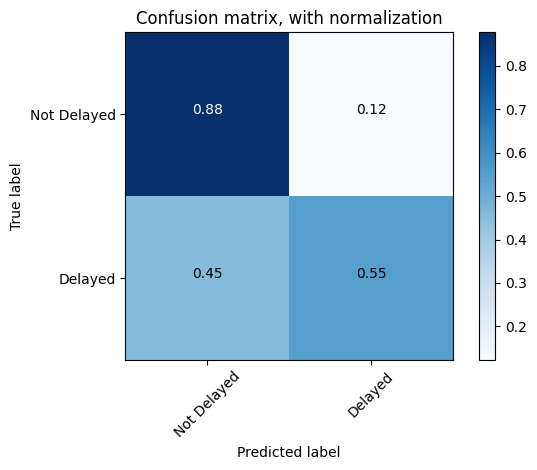 Confusion matrix, with normalization
True label
Not Delayed
0.88
0.12
Delayed
0.45
0.55
Not Delayed
Delayed
Predicted label
0.8
0.7
0.6
0.5
0.4
0.3
0.2